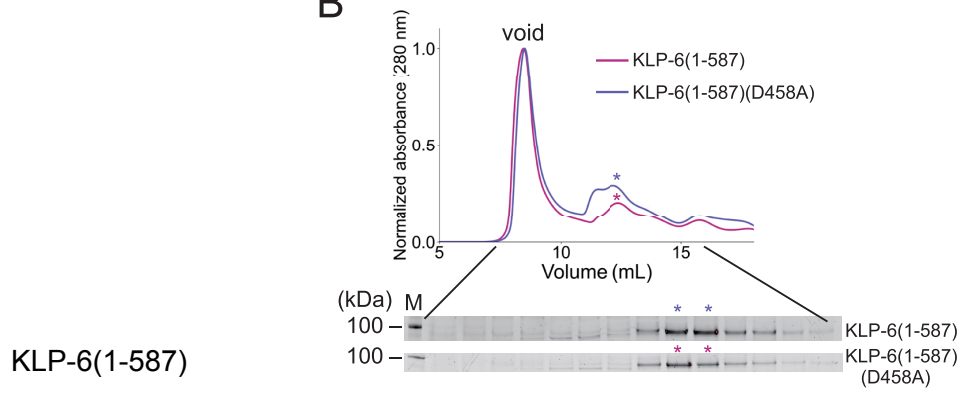 B
void
Normalized absorbance (280 nm)
1.0
0.5
0.0
KLP-6(1-587)
KLP-6(1-587)(D458A)
*
*
5
10
15
Volume (mL)
(kDa) M
* *
100
KLP-6(1-587)
* *
100
KLP-6(1-587)
(D458A)
KLP-6(1-587)